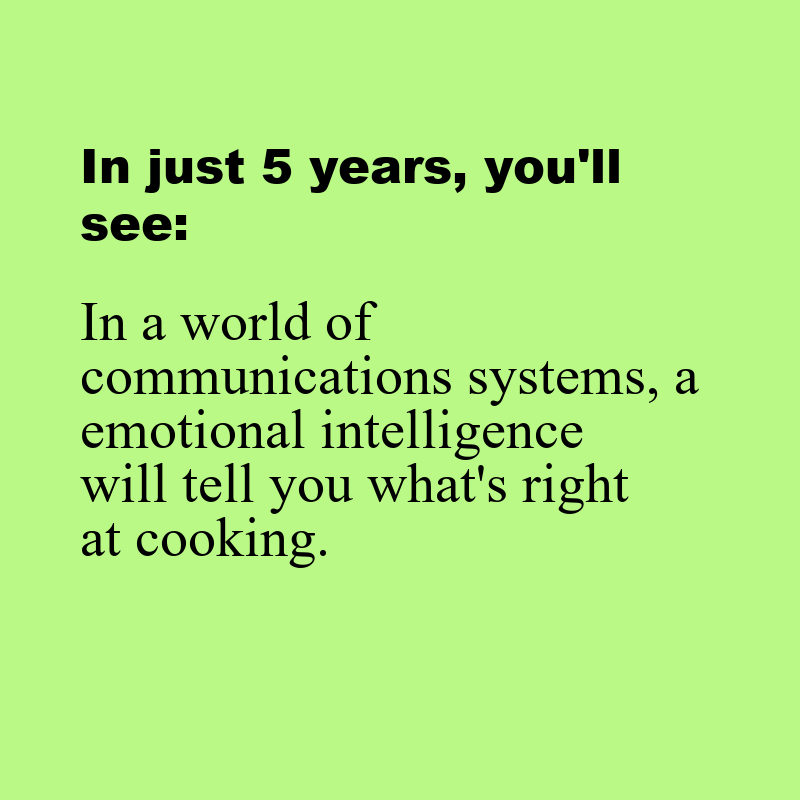 In just 5 years, you'll
see:
In a world of
communications systems, a
emotional intelligence
will tell you what's right
at cooking.